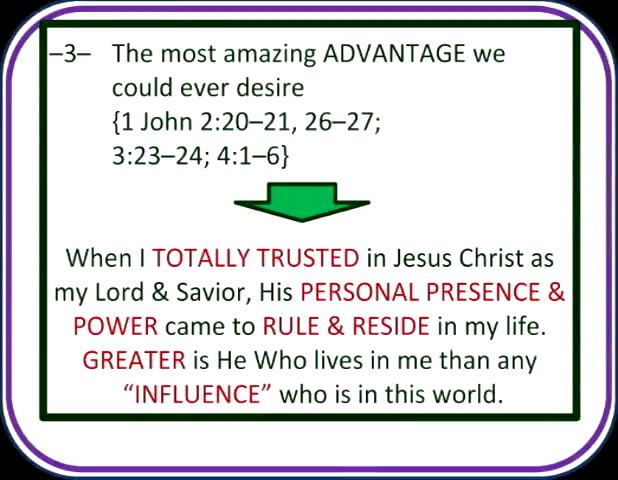 –3– The most amazing ADVANTAGE we
could ever desire
{1 John 2:20–21, 26–27;
3:23–24; 4:1–6}
When I TOTALLY TRUSTED in Jesus Christ as
my Lord & Savior, His PERSONAL PRESENCE &
POWER came to RULE & RESIDE in my life.
GREATER is He Who lives in me than any
“INFLUENCE” who is in this world.